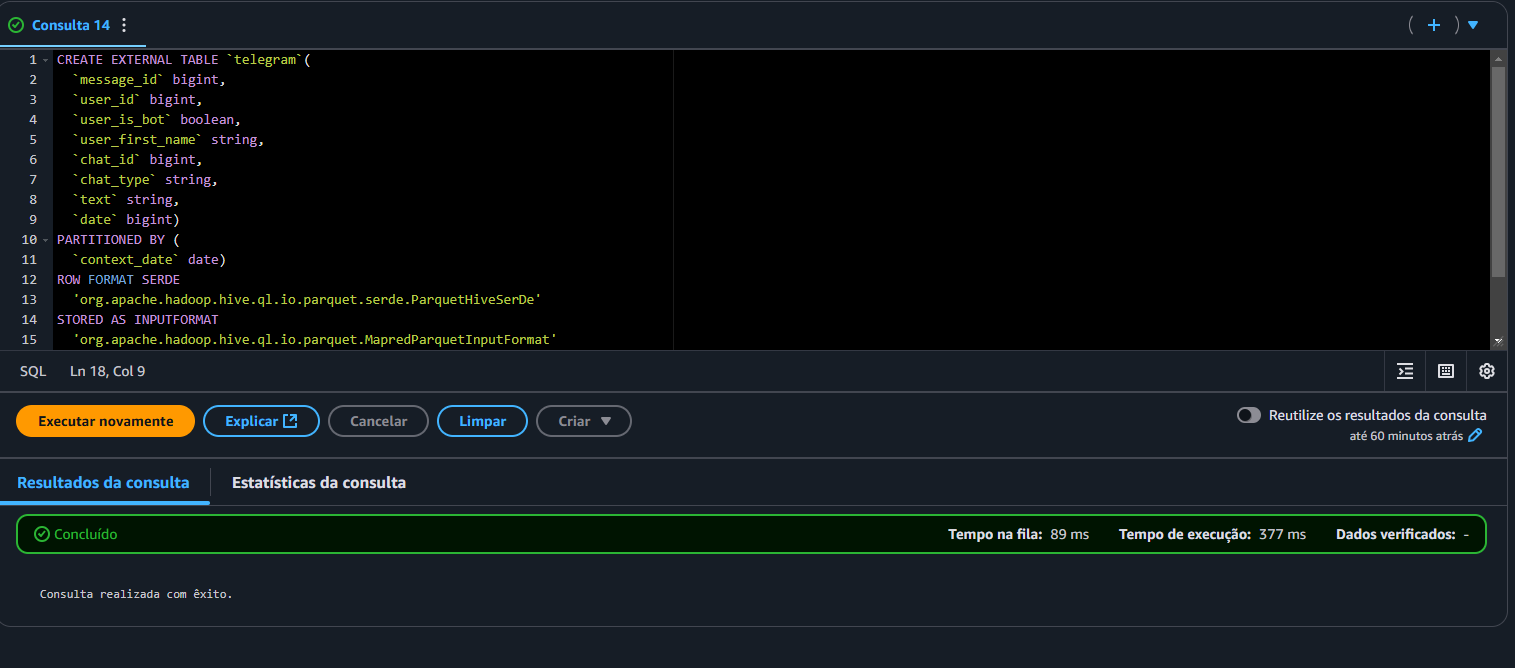 Consulta 14
( + )
1 CREATE EXTERNAL TABLE `telegram`(
2 `message_id` bigint,
3 `user_id` bigint,
4 `user_is_bot` boolean,
5 `user_first_name` string,
6 `chat_id` bigint,
7 `chat_type` string,
8 `text` string,
9 `date` bigint)
10 PARTITIONED BY (
11 `context_date` date)
12 ROW FORMAT SERDE
13 'org.apache.hadoop.hive.ql.io.parquet.serde.ParquetHiveSerDe'
14 STORED AS INPUTFORMAT
15 'org.apache.hadoop.hive.ql.io.parquet.MapredParquetInputFormat'
SQL Ln 18, Col 9
Executar novamente Explicar Cancelar Limpar Criar Reutilize os resultados da consulta
até 60 minutos atrás
Resultados da consulta Estatísticas da consulta
Concluído Tempo na fila: 89 ms Tempo de execução: 377 ms Dados verificados: -
Consulta realizada com êxito.